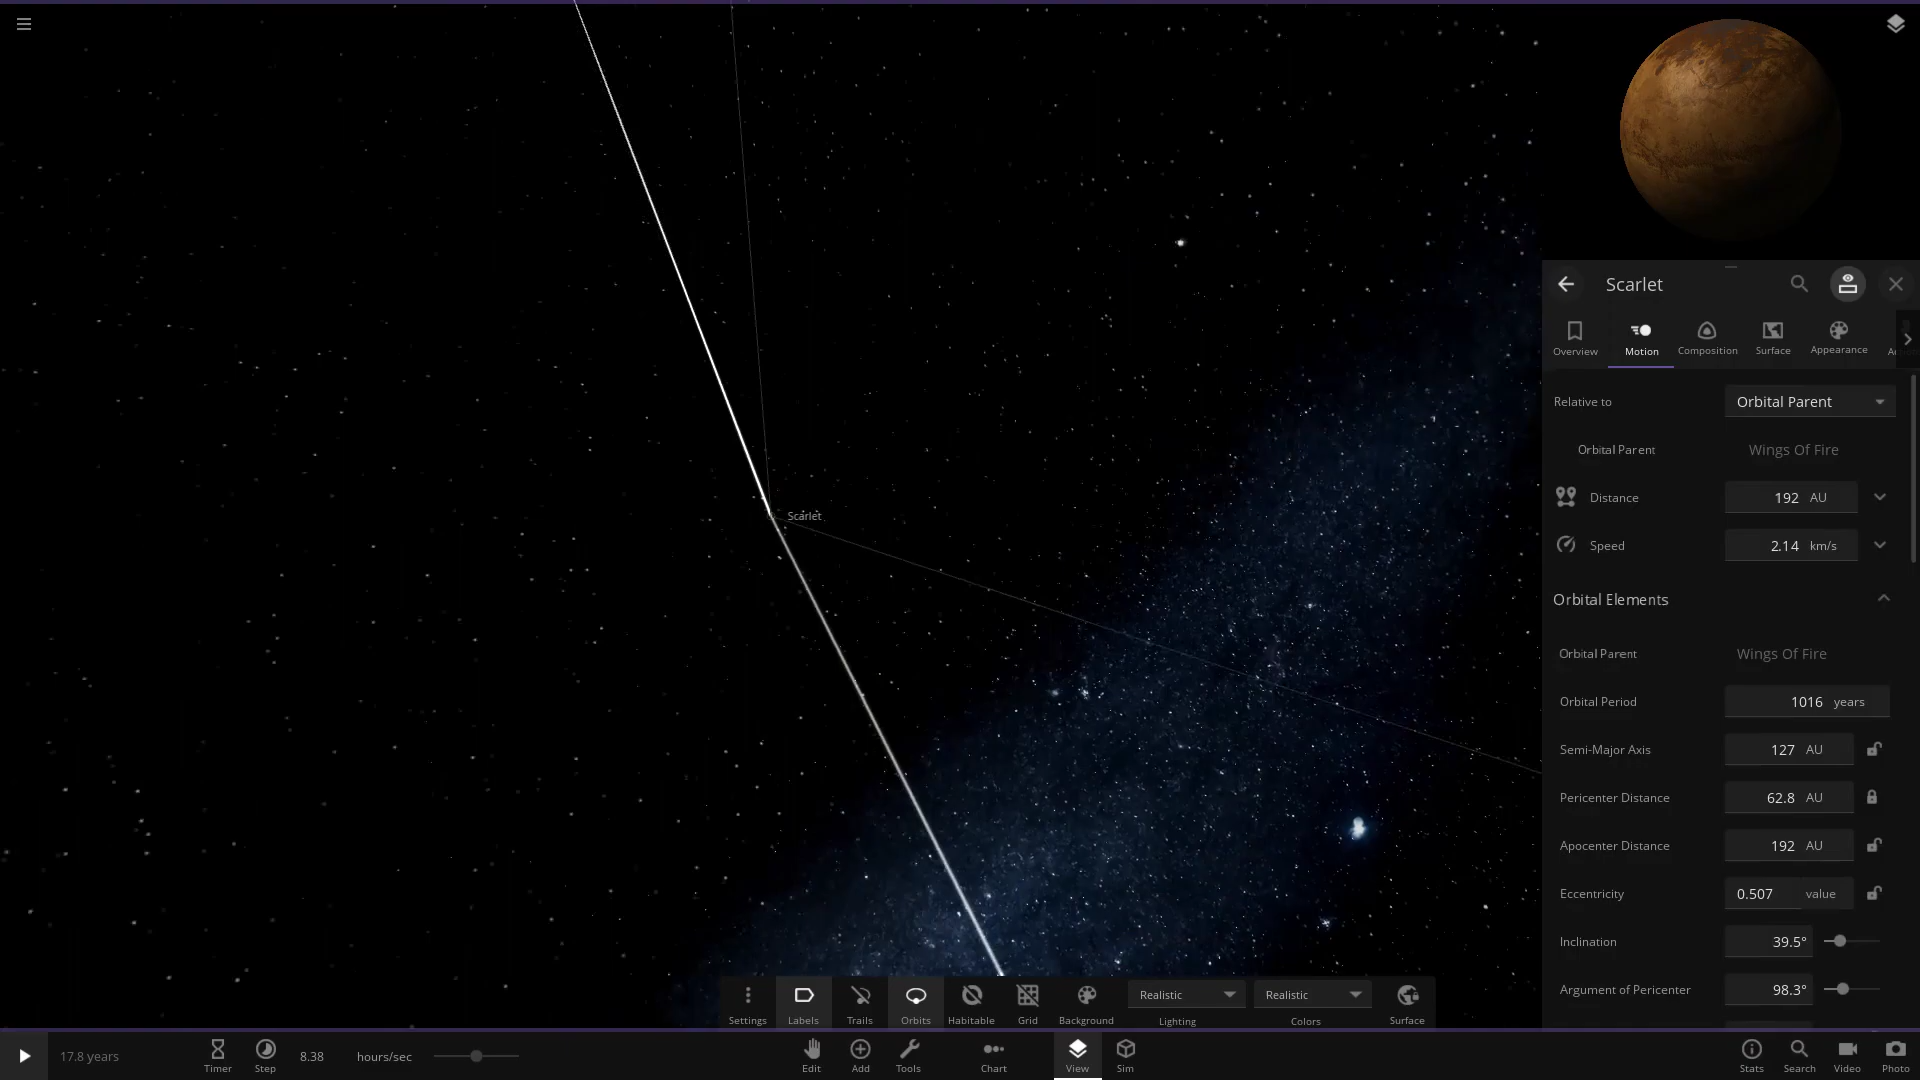 Scarlet
Scarlet
Overview
Motion
Composition
Surface
Appearance
Relative to
Orbital Parent
Orbital Parent
Wings Of Fire
Distance
192 AU
Speed
2.14 km/s
Orbital Elements
Orbital Parent
Wings Of Fire
Orbital Period
1016 years
Semi-Major Axis
127 AU
Pericenter Distance
62.8 AU
Apocenter Distance
192 AU
Eccentricity
0.507 value
Inclination
39.5°
Argument of Pericenter
98.3°
Settings
Labels
Trails
Orbits
Habitable
Grid
Background
Realistic
Lighting
Realistic
Colors
Surface
17.8 years
Timer
Step
8.38 hours/sec
Edit
Add
Tools
Chart
View
Sim
Stats
Search
Video
Photo